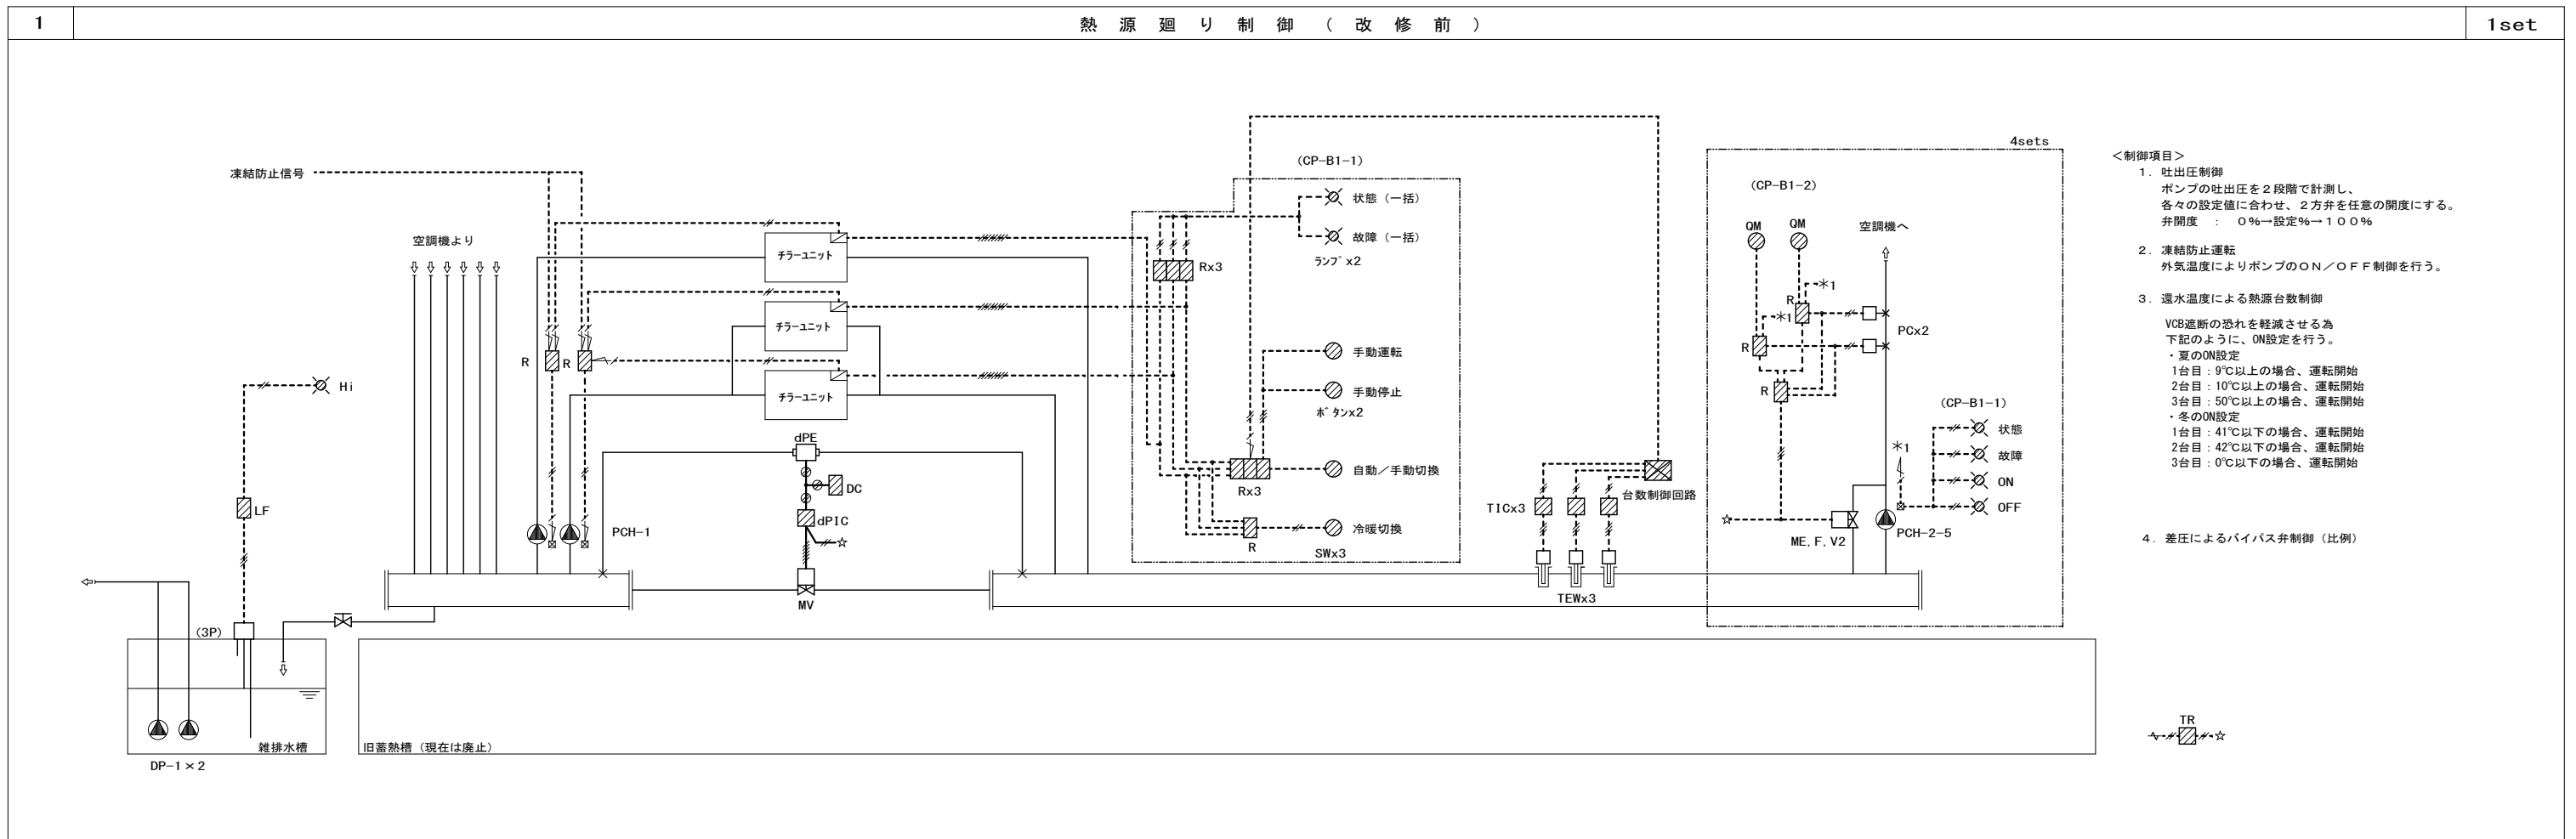 1
熱源廻り制御（改修前）
1set
凍結防止信号
空調機より
チラーユニット
チラーユニット
チラーユニット
R
R
Hi
LF
(3P)
dPE
DC
dPIC
MV
PCH-1
雑排水槽
DP-1×2
旧蓄熱槽（現在は廃止）
(CP-B1-1)
状態（一括）
故障（一括）
ランプx2
Rx3
手動運転
手動停止
ボタンx2
自動／手動切換
Rx3
冷暖切換
R
SWx3
台数制御回路
TICx3
TEWx3
4sets
(CP-B1-2)
QM
QM
空調機へ
*1
R
*1
R
R
PCx2
(CP-B1-1)
*1
状態
故障
ON
OFF
☆
☆
ME,F,V2
PCH-2-5
＜制御項目＞
1. 吐出圧制御
ポンプの吐出圧を２段階で計測し、
各々の設定値に合わせ、２方弁を任意の開度にする。
弁開度 ： ０％→設定％→１００％
2. 凍結防止運転
外気温度によりポンプのＯＮ／ＯＦＦ制御を行う。
3. 還水温度による熱源台数制御
VCB遮断の恐れを軽減させる為
下記のように、ON設定を行う。
・夏のON設定
1台目：9℃以上の場合、運転開始
2台目：10℃以上の場合、運転開始
3台目：50℃以上の場合、運転開始
・冬のON設定
1台目：41℃以下の場合、運転開始
2台目：42℃以下の場合、運転開始
3台目：0℃以下の場合、運転開始
4. 差圧によるバイパス弁制御（比例）
TR
☆